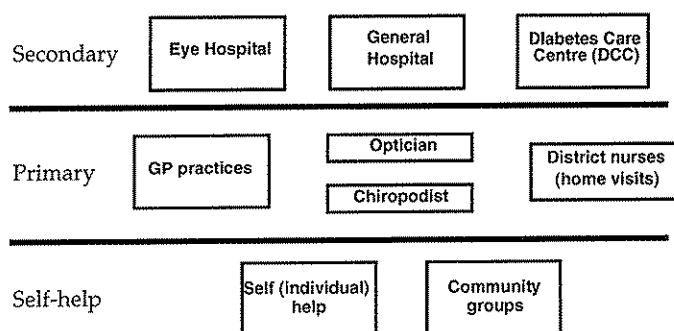 Secondary
Eye Hospital
General
Hospital
DIabetes Care
Centre (DCC)
Primary
GP practices
Optician
Chiropodist
District nurses
(home visits)
Self-help
Self (individual)
help
Community
groups